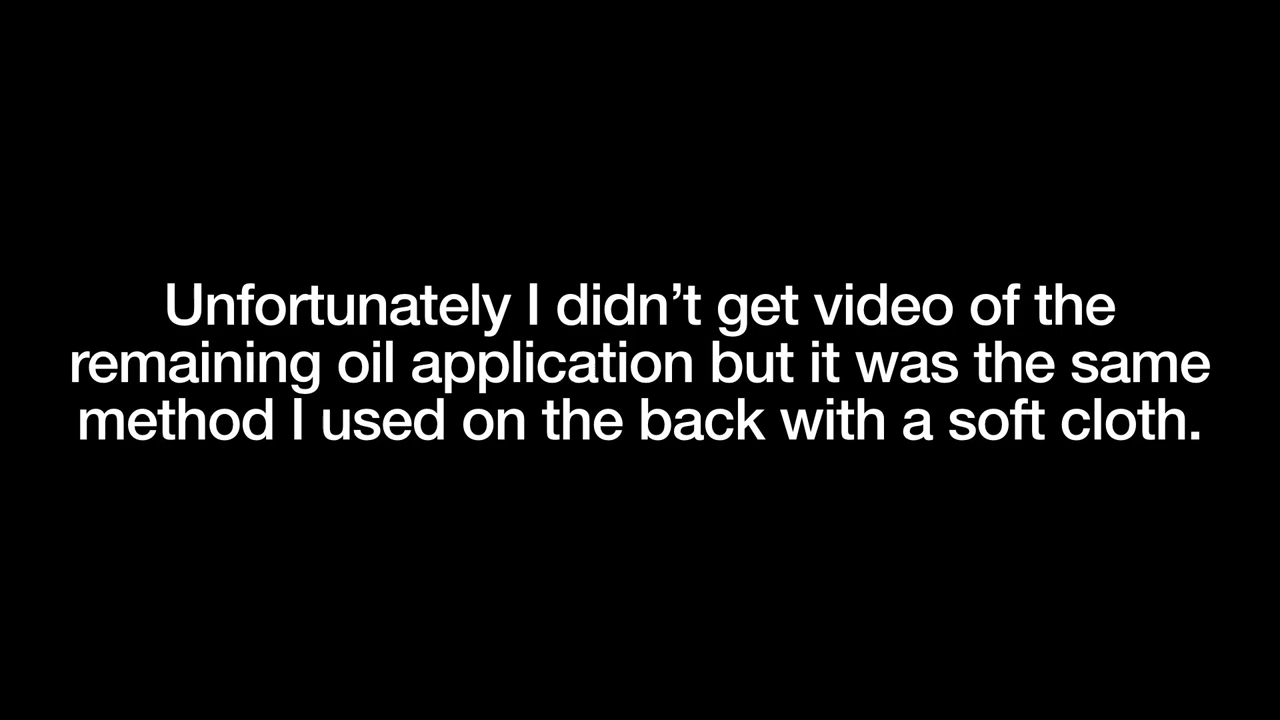 Unfortunately I didn’t get video of the
remaining oil application but it was the same
method I used on the back with a soft cloth.